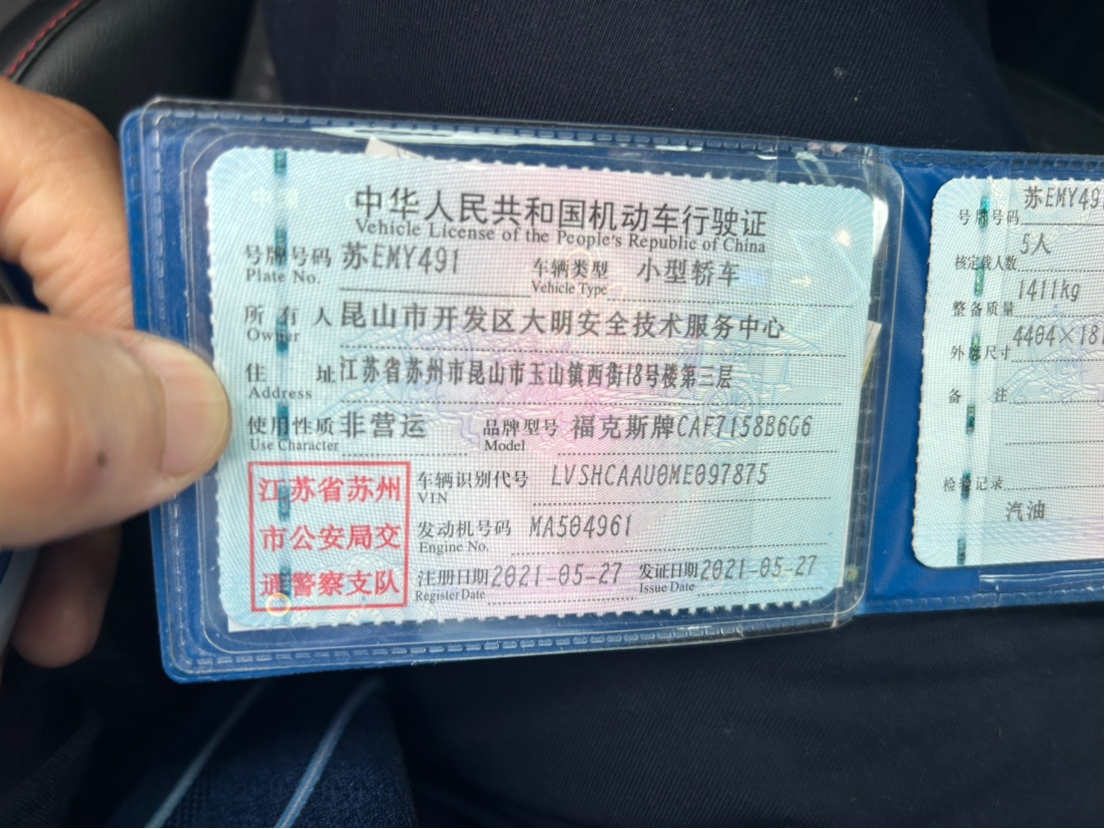 中华人民共和国机动车行驶证
Vehicle License of the People's Republic of China
号牌号码 苏EMY491 车辆类型 小型轿车
Plate No. Vehicle Type
所有人 昆山市开发区大明安全技术服务中心
Owner
住址 江苏省苏州市昆山市玉山镇西街18号楼第三层
Address
使用性质 非营运 品牌型号 福克斯牌CAF7158B6G6
Use Character Model
江苏省苏州
市公安局交
通警察支队
车辆识别代号 LVSHCAAU0ME097875
VIN
发动机号码 MA504961
Engine No.
注册日期 2021-05-27 发证日期 2021-05-27
Register Date Issue Date
号牌号码 苏EMY49
核定载人数 5人
整备质量 1411kg
外廓尺寸 4404×181
备注
检验记录
汽油